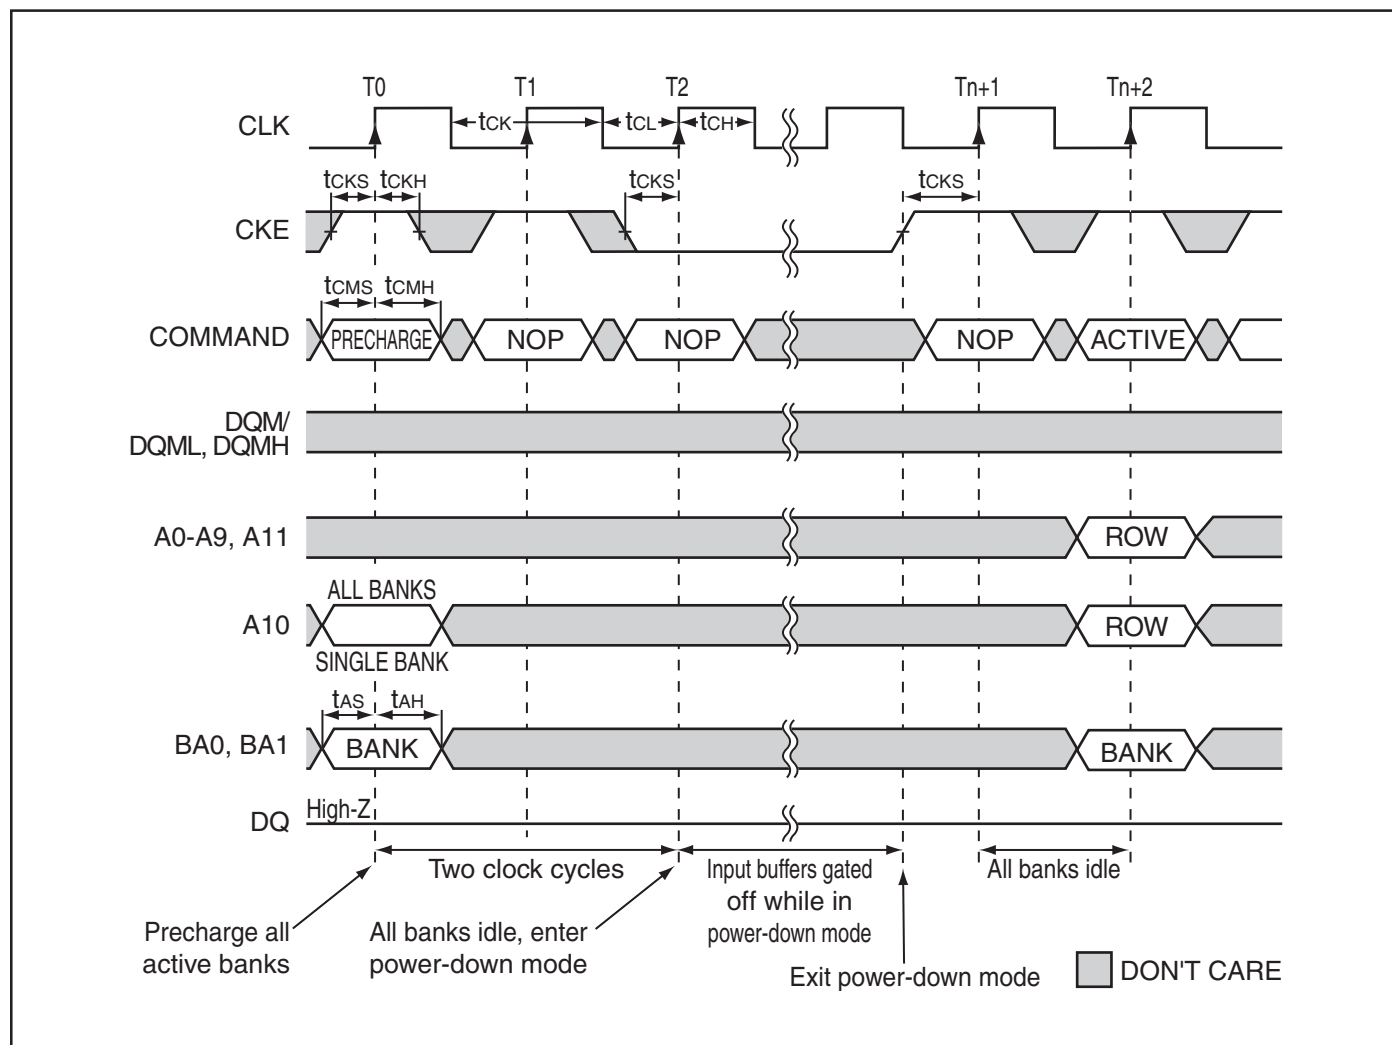 T0 T1 T2 Tn+1 Tn+2
CLK tCK tCL tCH
tCKS tCKH tCKS tCKS
CKE
tCMS tCMH
COMMAND PRECHARGE NOP NOP NOP ACTIVE
DQM/
DQML, DQMH
A0-A9, A11 ROW
ALL BANKS
A10 ROW
SINGLE BANK
tAS tAH
BA0, BA1 BANK BANK
High-Z
DQ
Two clock cycles
Input buffers gated
off while in
power-down mode
All banks idle
Precharge all
active banks
All banks idle, enter
power-down mode
Exit power-down mode
DON'T CARE